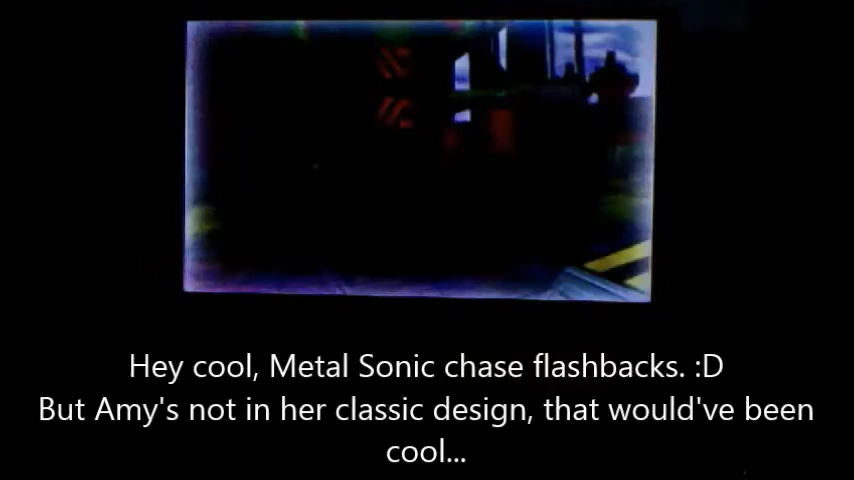 Hey cool, Metal Sonic chase flashbacks. :D
But Amy's not in her classic design, that would've been
cool...